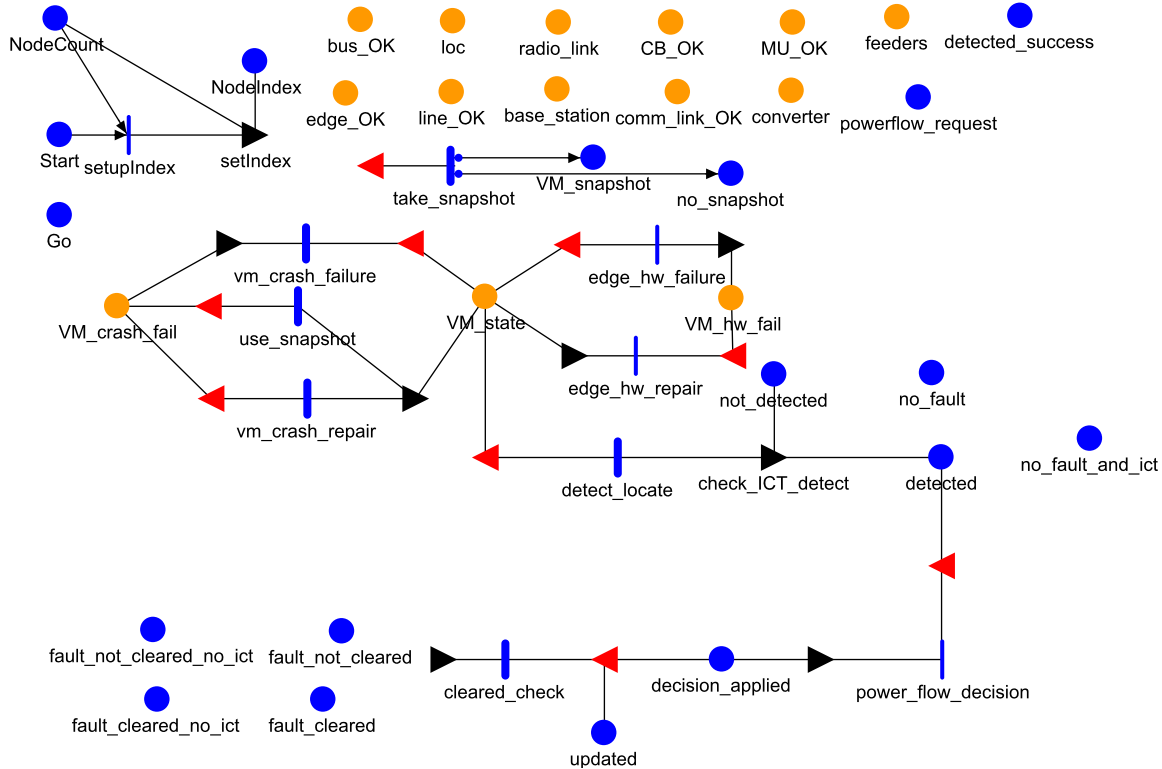 NodeCount
bus_OK
loc
radio_link
CB_OK
MU_OK
feeders
detected_success
NodeIndex
edge_OK
line_OK
base_station
comm_link_OK
converter
powerflow_request
Start
setupIndex
setIndex
take_snapshot
VM_snapshot
no_snapshot
Go
vm_crash_failure
edge_hw_failure
VM_crash_fail
use_snapshot
VM_state
VM_hw_fail
edge_hw_repair
not_detected
no_fault
vm_crash_repair
no_fault_and_ict
detect_locate
check_ICT_detect
detected
fault_not_cleared_no_ict
fault_not_cleared
cleared_check
decision_applied
power_flow_decision
fault_cleared_no_ict
fault_cleared
updated